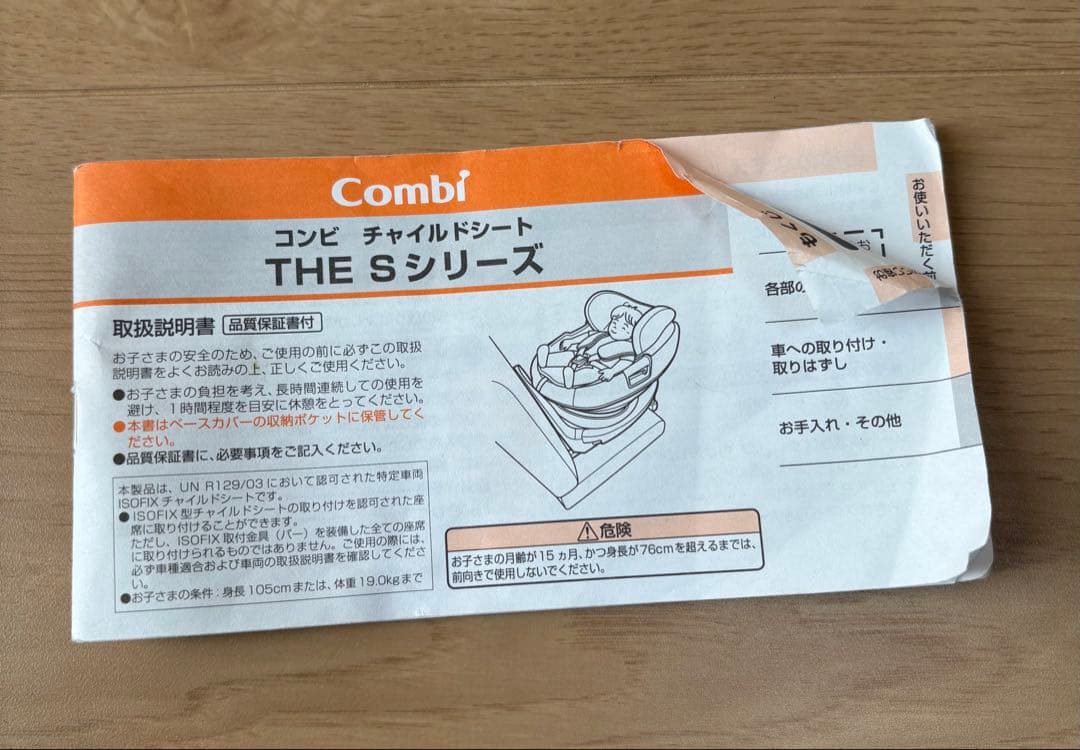 Combi
コンビ チャイルドシート
THE Sシリーズ
取扱説明書 品質保証書付
お子さまの安全のため、ご使用の前に必ずこの取扱
説明書をよくお読みの上、正しくご使用ください。
●お子さまの負担を考え、長時間連続しての使用を
避け、1時間程度を目安に休憩をとってください。
●本書はベースカバーの収納ポケットに保管してく
ださい。
●品質保証書に、必要事項をご記入ください。
本製品は、UN R129/03において認可された特定車両
ISOFIXチャイルドシートです。
●ISOFIX型チャイルドシートの取り付けを認可された座
席に取り付けることができます。
ただし、ISOFIX取付金具（バー）を装備した全ての座席
に取り付けられるものではありません。ご使用の際には、
必ず車種適合および車両の取扱説明書を確認してくださ
い。
●お子さまの条件：身長105cmまたは、体重19.0kgまで
⚠危険
お子さまの月齢が15ヵ月、かつ身長が76cmを超えるまでは、
前向きで使用しないでください。
お使いいただく前
各部の
車への取り付け・
取りはずし
お手入れ・その他